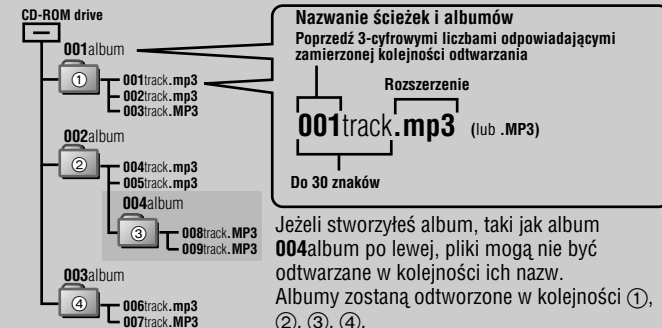 CD-ROM drive
001album
①
001track.mp3
002track.mp3
003track.MP3
002album
②
004track.mp3
005track.mp3
004album
③
008track.MP3
009track.MP3
003album
④
006track.mp3
007track.MP3
Nazwanie ścieżek i albumów
Poprzedź 3-cyfrowymi liczbami odpowiadającymi
zamierzonej kolejności odtwarzania
Rozszerzenie
001track.mp3 (lub .MP3)
Do 30 znaków
Jeżeli stworzyłeś album, taki jak album
004album po lewej, pliki mogą nie być
odtwarzane w kolejności ich nazw.
Albumy zostaną odtworzone w kolejności ①,
②, ③, ④.